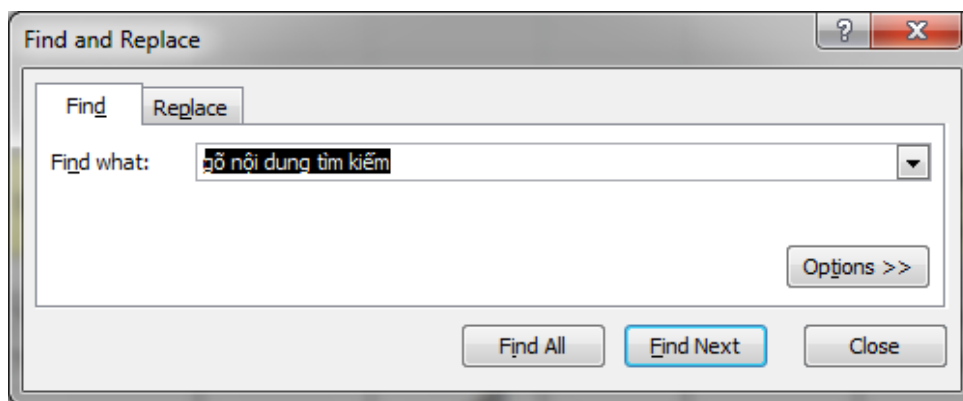 Find and Replace
Find Replace
Find what: gõ nội dung tìm kiếm
Options >>
Find All Find Next Close